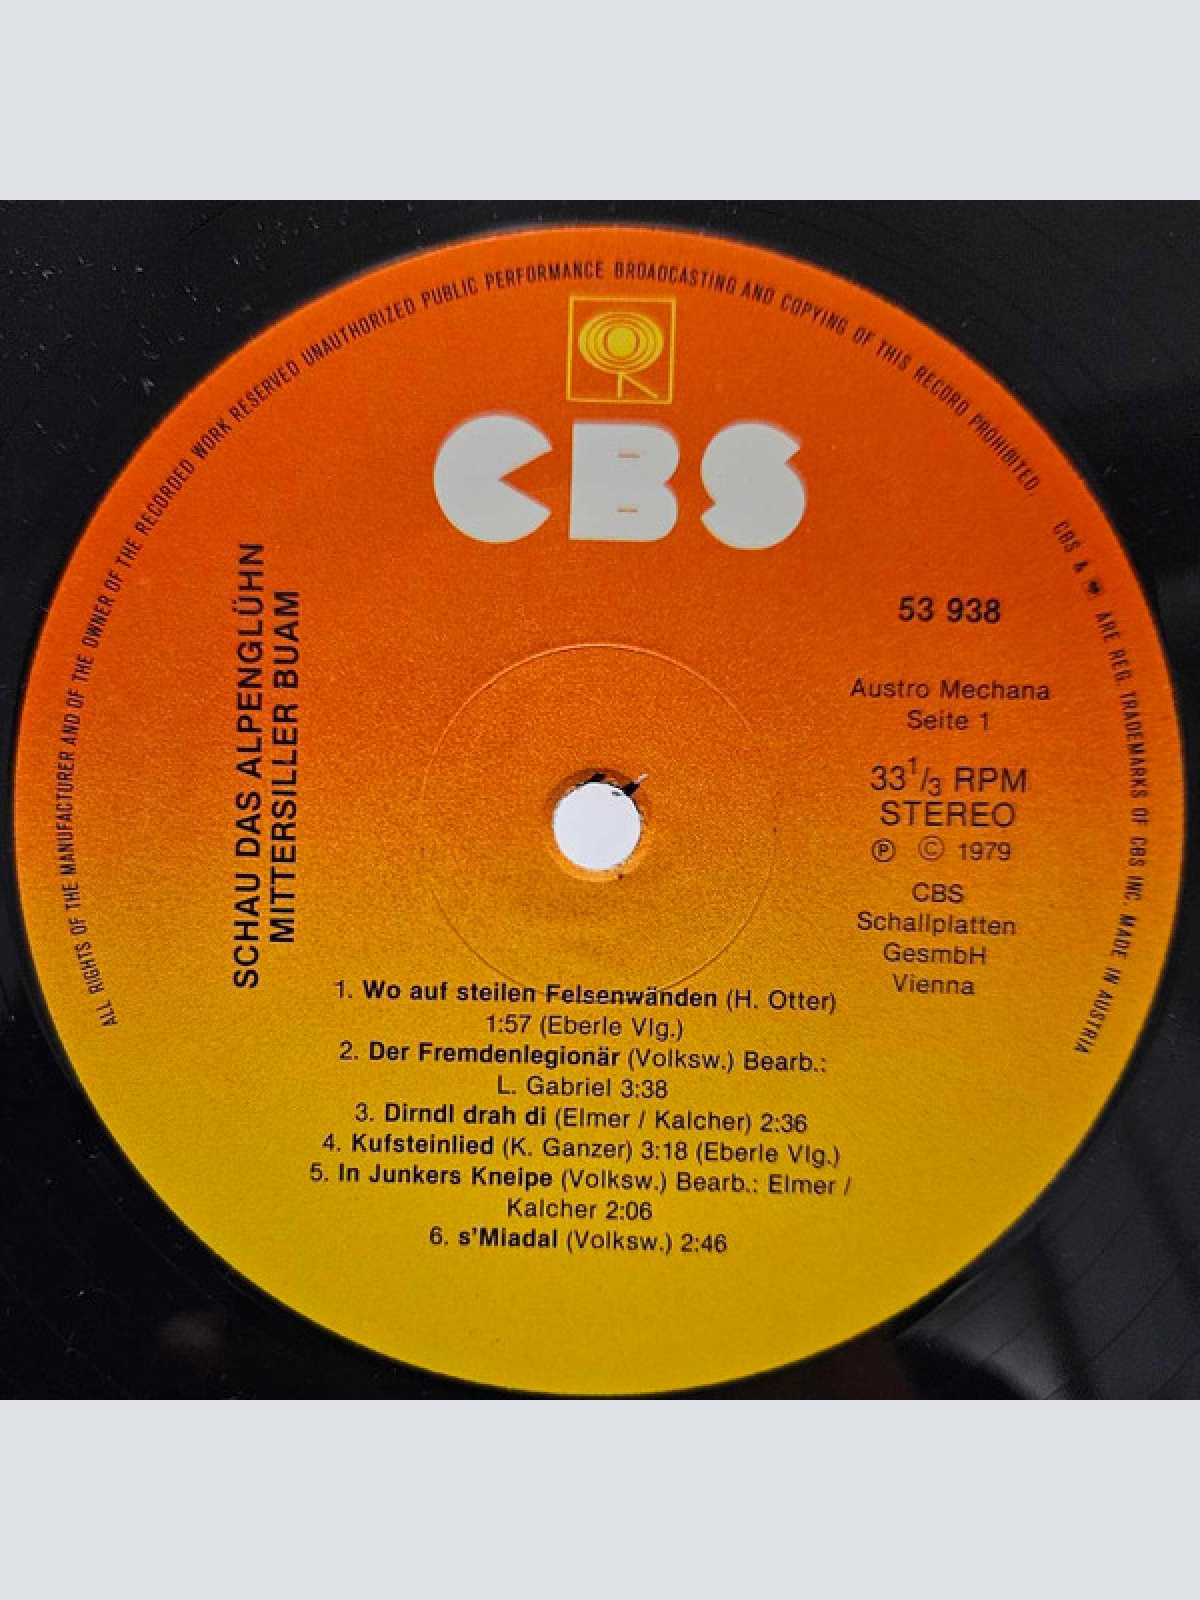 ALL RIGHTS OF THE MANUFACTURER AND OF THE OWNER OF THE RECORDED WORK RESERVED UNAUTHORIZED PUBLIC PERFORMANCE BROADCASTING AND COPYING OF THIS RECORD PROHIBITED.
CBS & ARE REG. TRADEMARKS OF CBS INC. MADE IN AUSTRIA
CBS
SCHAU DAS ALPENGLÜHN
MITTERSILLER BUAM
53 938
Austro Mechana
Seite 1
33 1/3 RPM
STEREO
Ⓟ © 1979
CBS
Schallplatten
GesmbH
Vienna
1. Wo auf steilen Felsenwänden (H. Otter)
1:57 (Eberle Vlg.)
2. Der Fremdenlegionär (Volksw.) Bearb.:
L. Gabriel 3:38
3. Dirndl drah di (Elmer / Kalcher) 2:36
4. Kufsteinlied (K. Ganzer) 3:18 (Eberle Vlg.)
5. In Junkers Kneipe (Volksw.) Bearb.: Elmer /
Kalcher 2:06
6. s'Miadal (Volksw.) 2:46